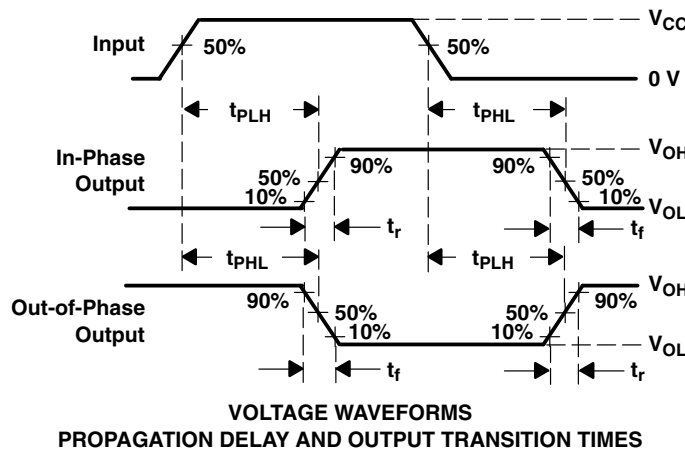 VCC
Input
50%
50%
0 V
tPLH
tPHL
In-Phase
Output
VOH
90%
90%
50%
50%
10%
10%
VOL
tr
tf
tPHL
tPLH
Out-of-Phase
Output
VOH
90%
90%
50%
50%
10%
10%
VOL
tf
tr
VOLTAGE WAVEFORMS
PROPAGATION DELAY AND OUTPUT TRANSITION TIMES